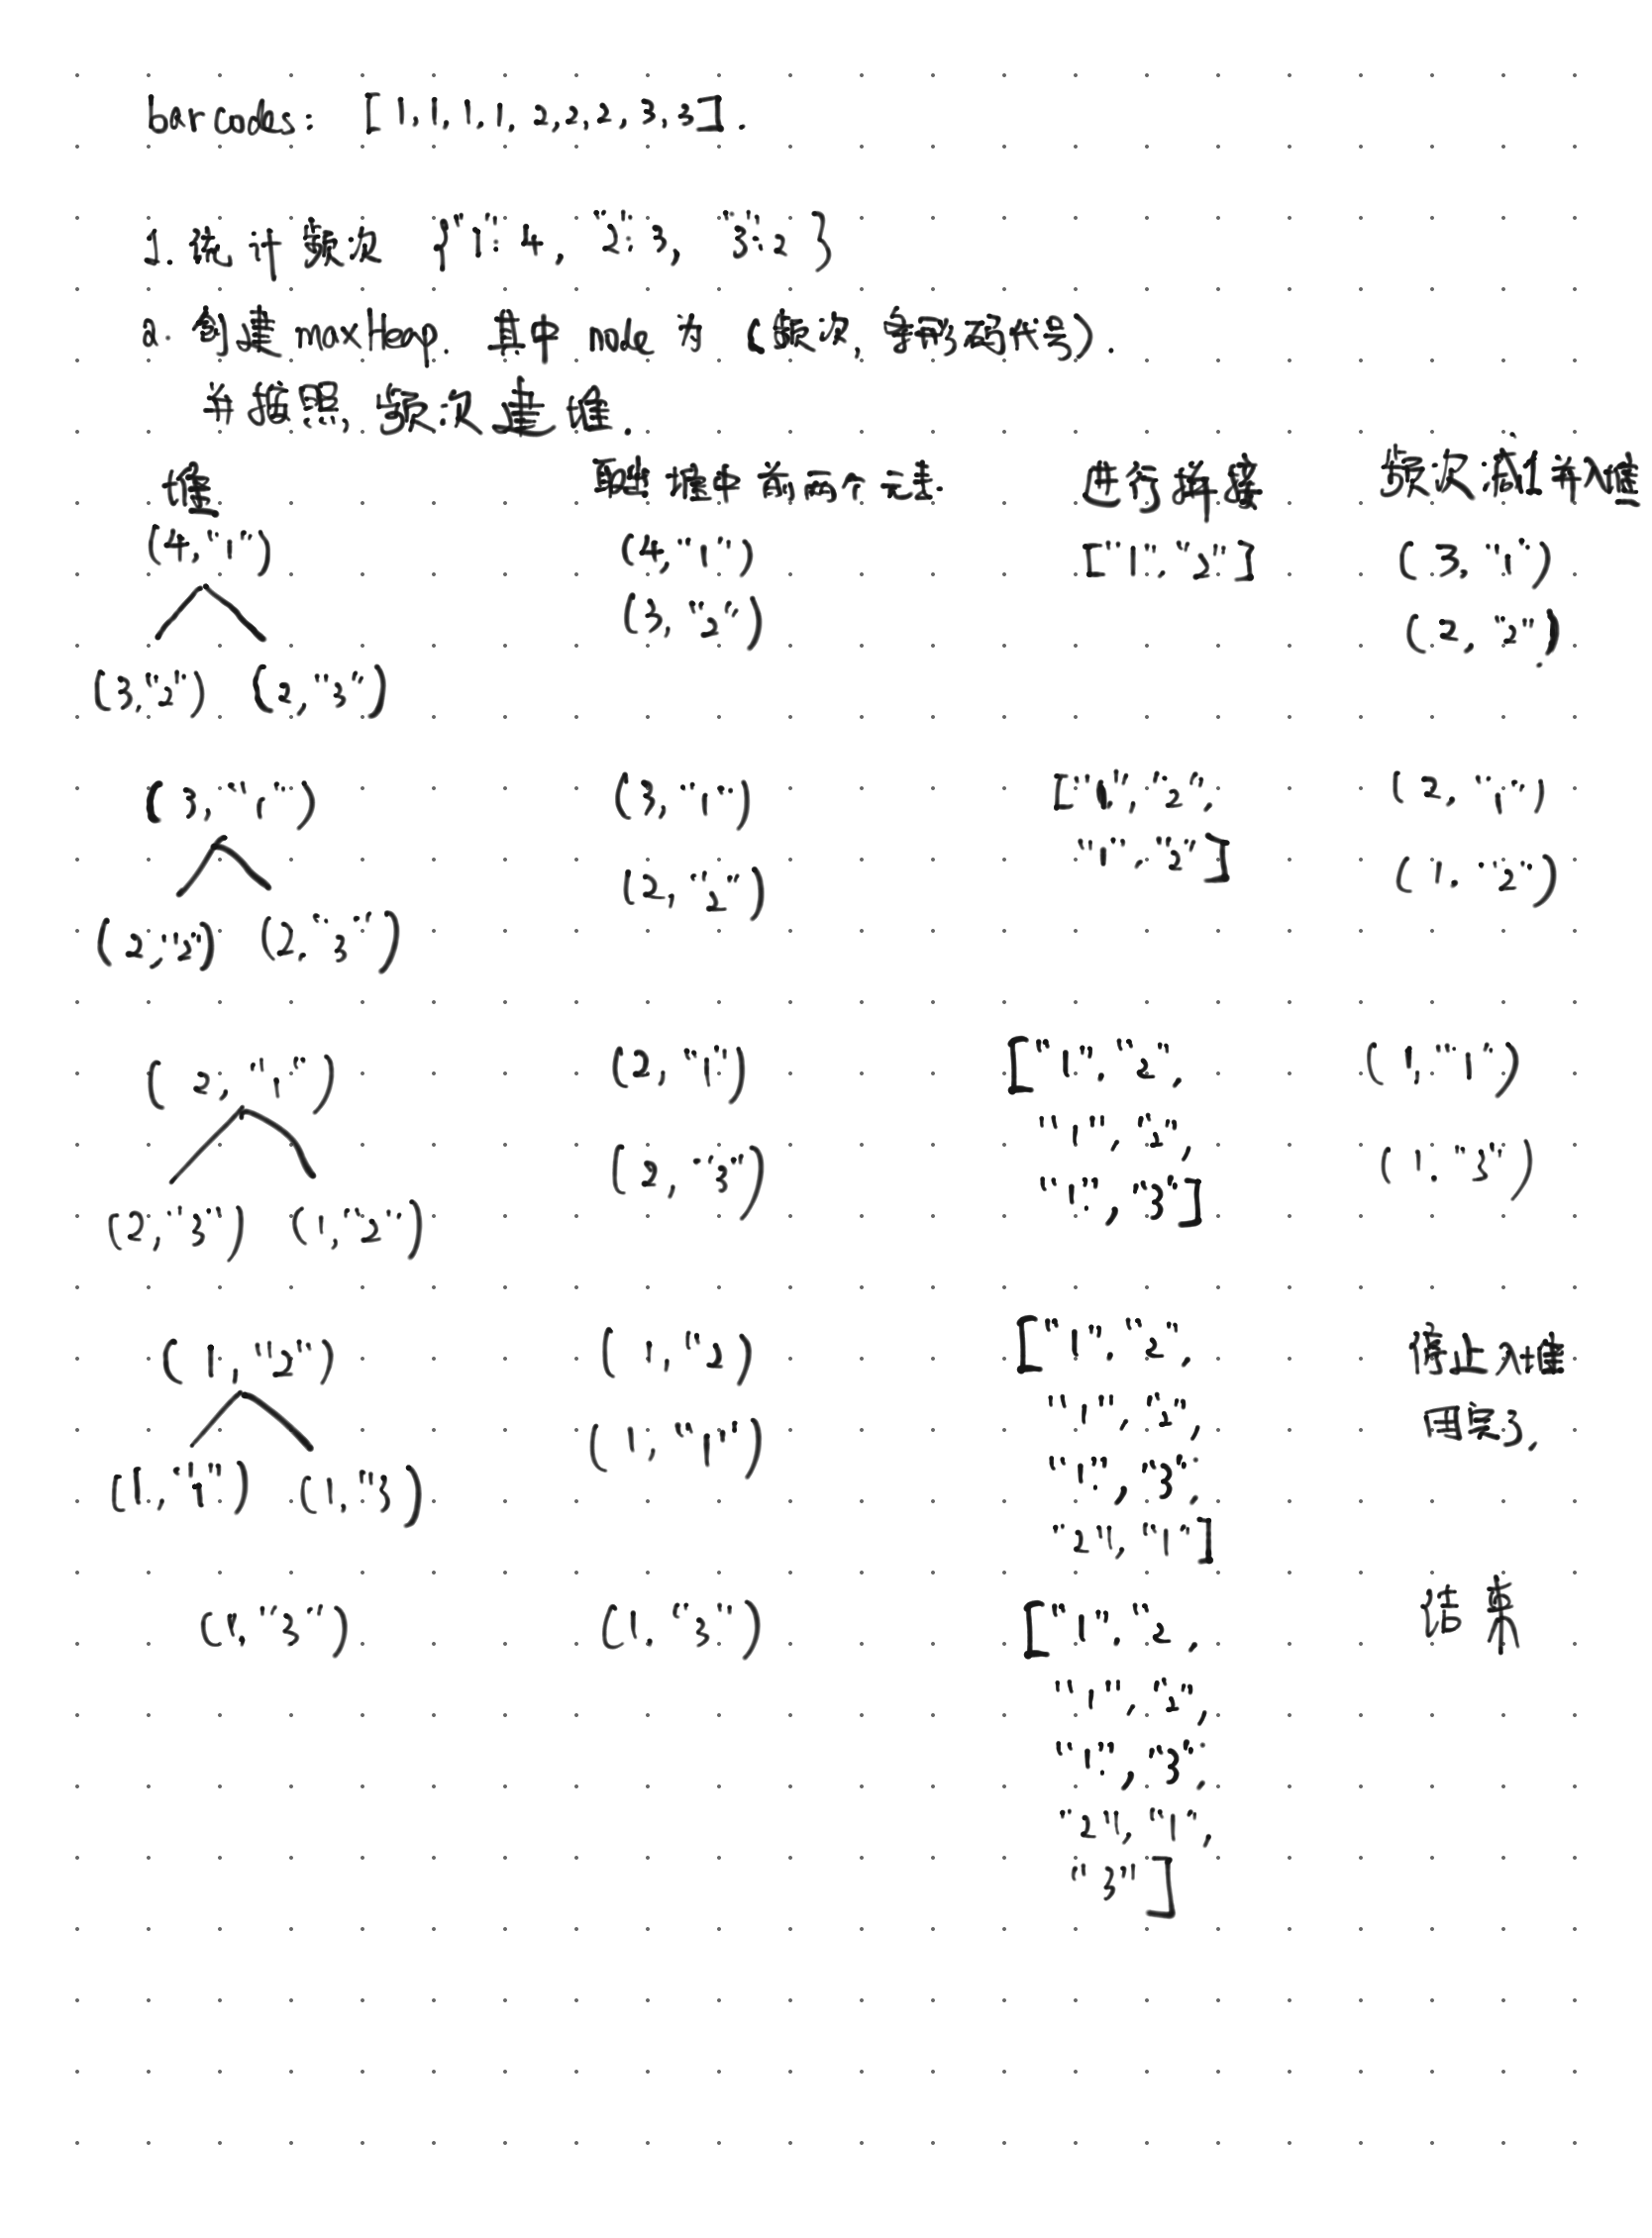 barcodes: [1,1,1,1,2,2,2,3,3].
1. 统计频次 {"1":4, "2":3, "3":2}
2. 创建 maxHeap. 其中 node 为 (频次, 条形码代号).
并按照, 频次建堆.
堆 取出堆中前两个元素. 进行拼接 频次减1并入堆
(4,"1") (4,"1") ["1","2"] (3,"1")
(3,"2") (2,"2")
(3,"2") (2,"3")
(3,"1") (3,"1") ["1","2", (2,"1")
(2,"2") "1","2"] (1,"2")
(2,"2") (2,"3")
(2,"1") (2,"1") ["1","2", (1,"1")
"1","2",
(2,"3") "1","3"] (1,"3")
(2,"3") (1,"2")
(1,"2") (1,"2) ["1","2", 停止入堆
(1,"1") "1","2", 用完了,
(1,"1") (1,"3) "1","3",
"2","1"]
(1,"3") (1,"3") ["1","2, 结束
"1","2",
"1","3",
"2","1",
"3"]